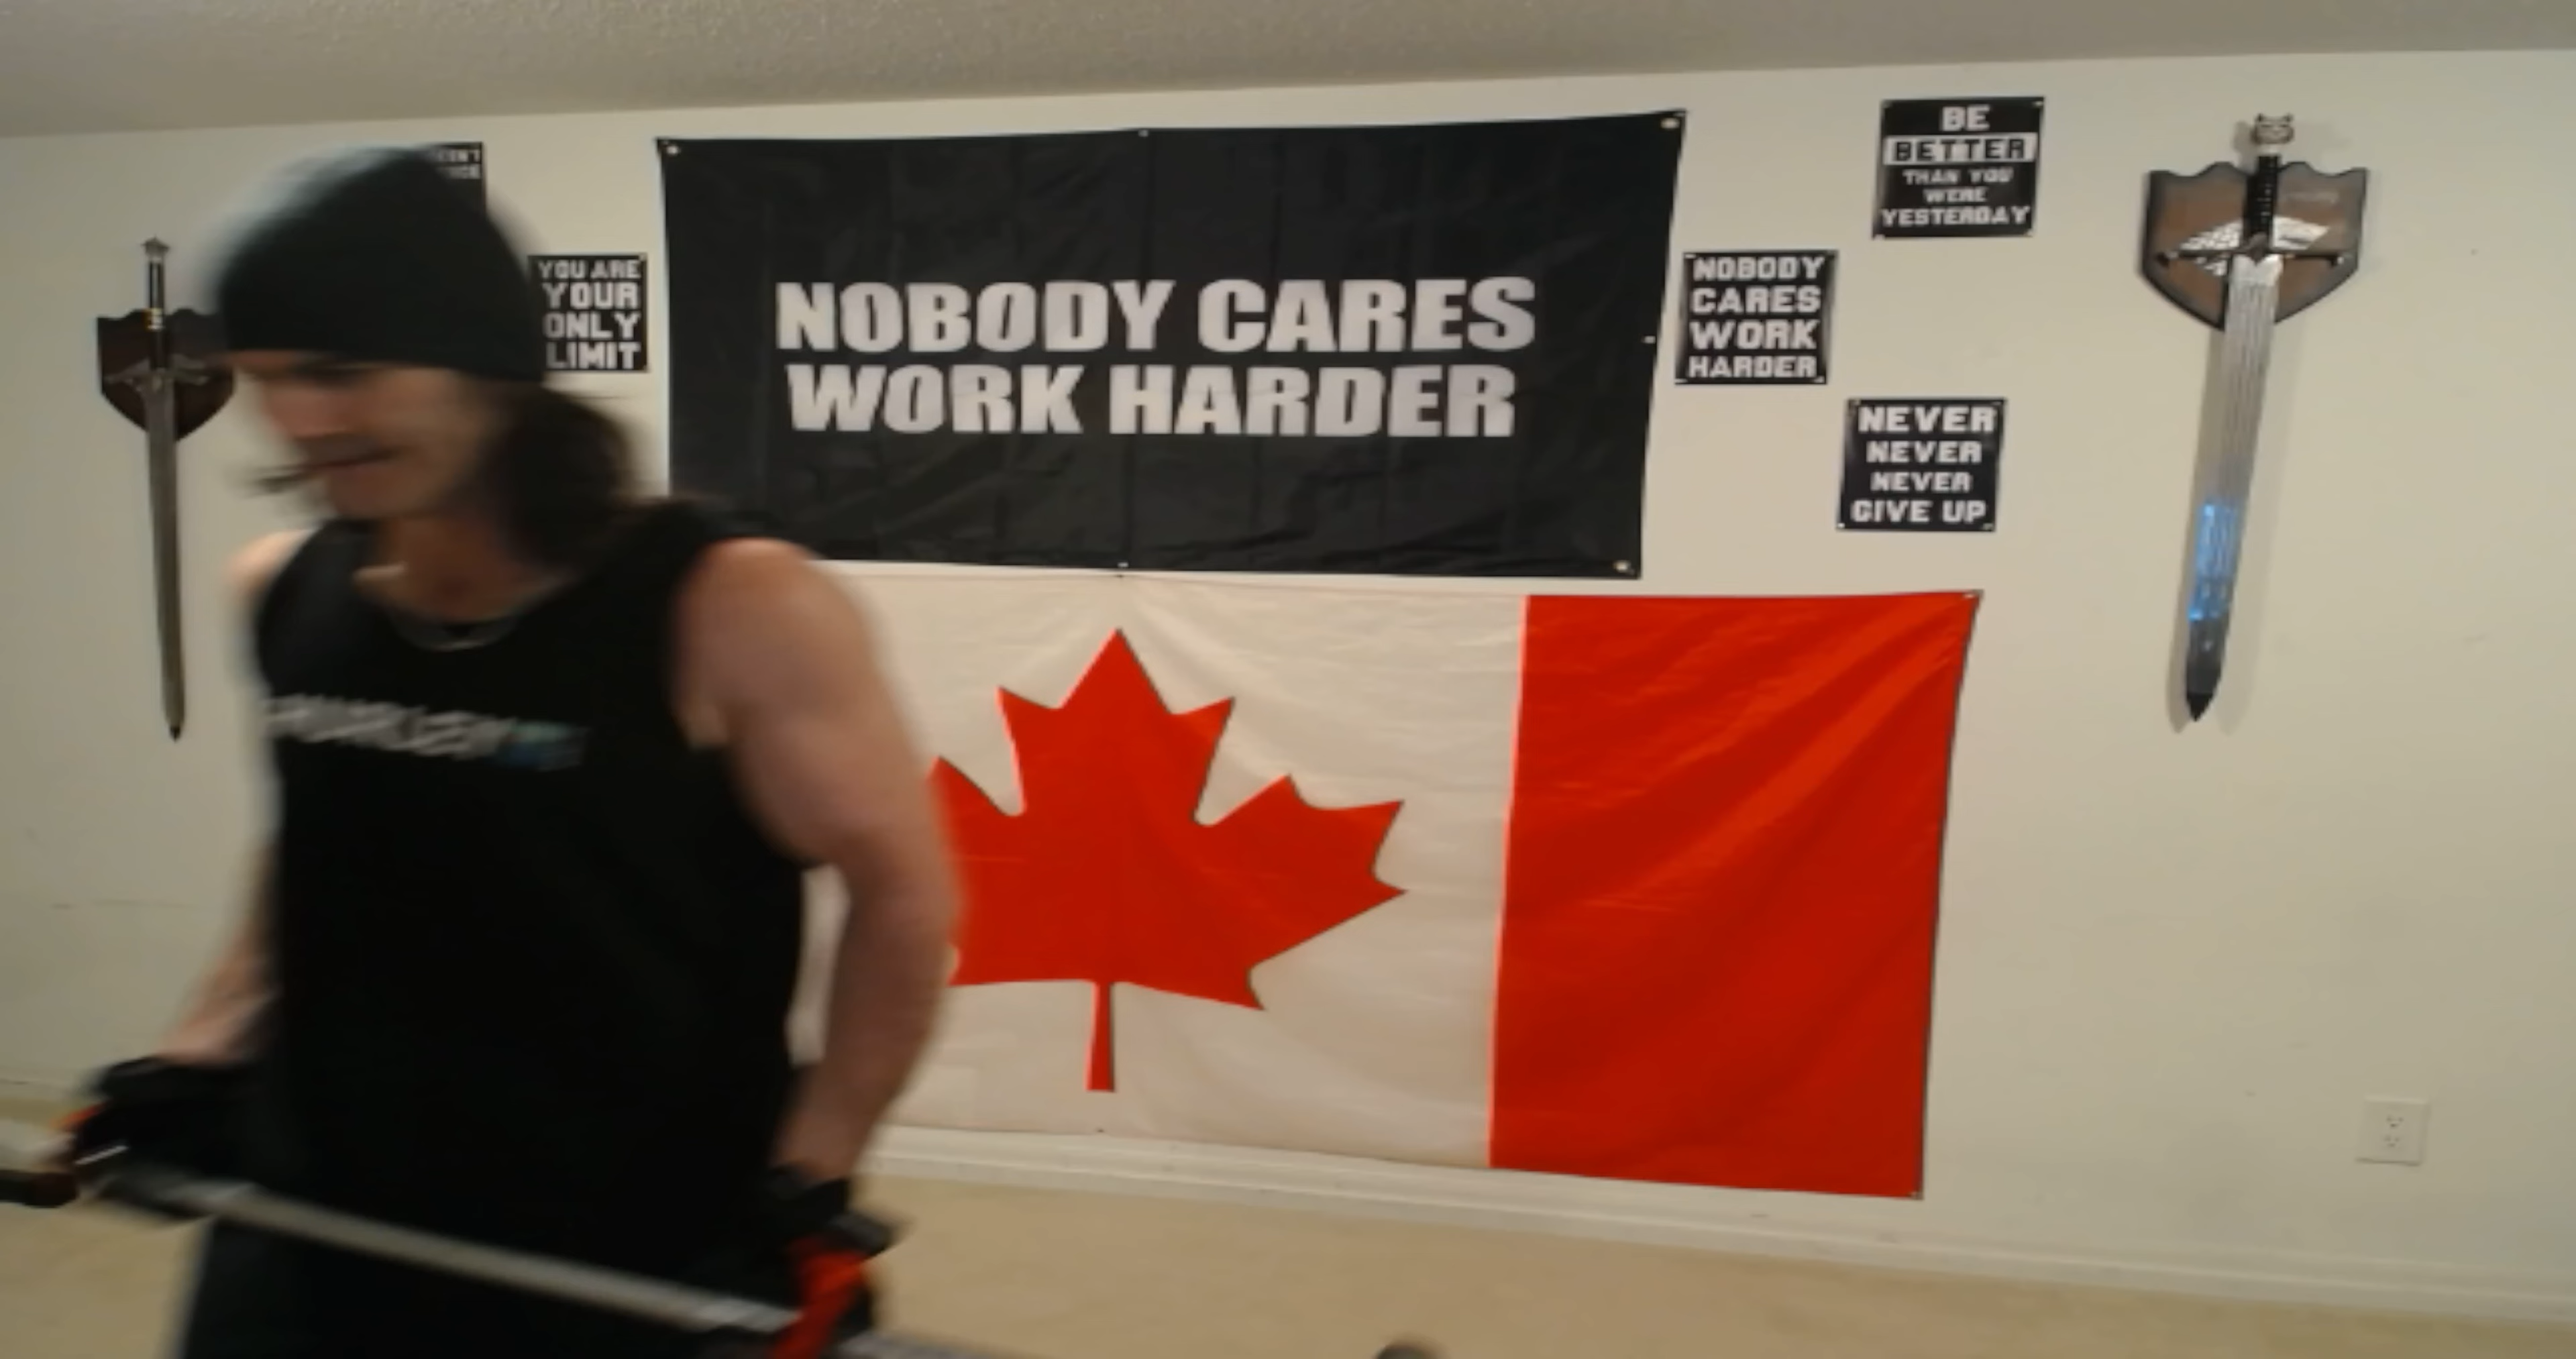 YOU ARE
YOUR
ONLY
LIMIT
NOBODY CARES
WORK HARDER
NOBODY
CARES
WORK
HARDER
BE
BETTER
THAN YOU
WERE
YESTERDAY
NEVER
NEVER
NEVER
GIVE UP